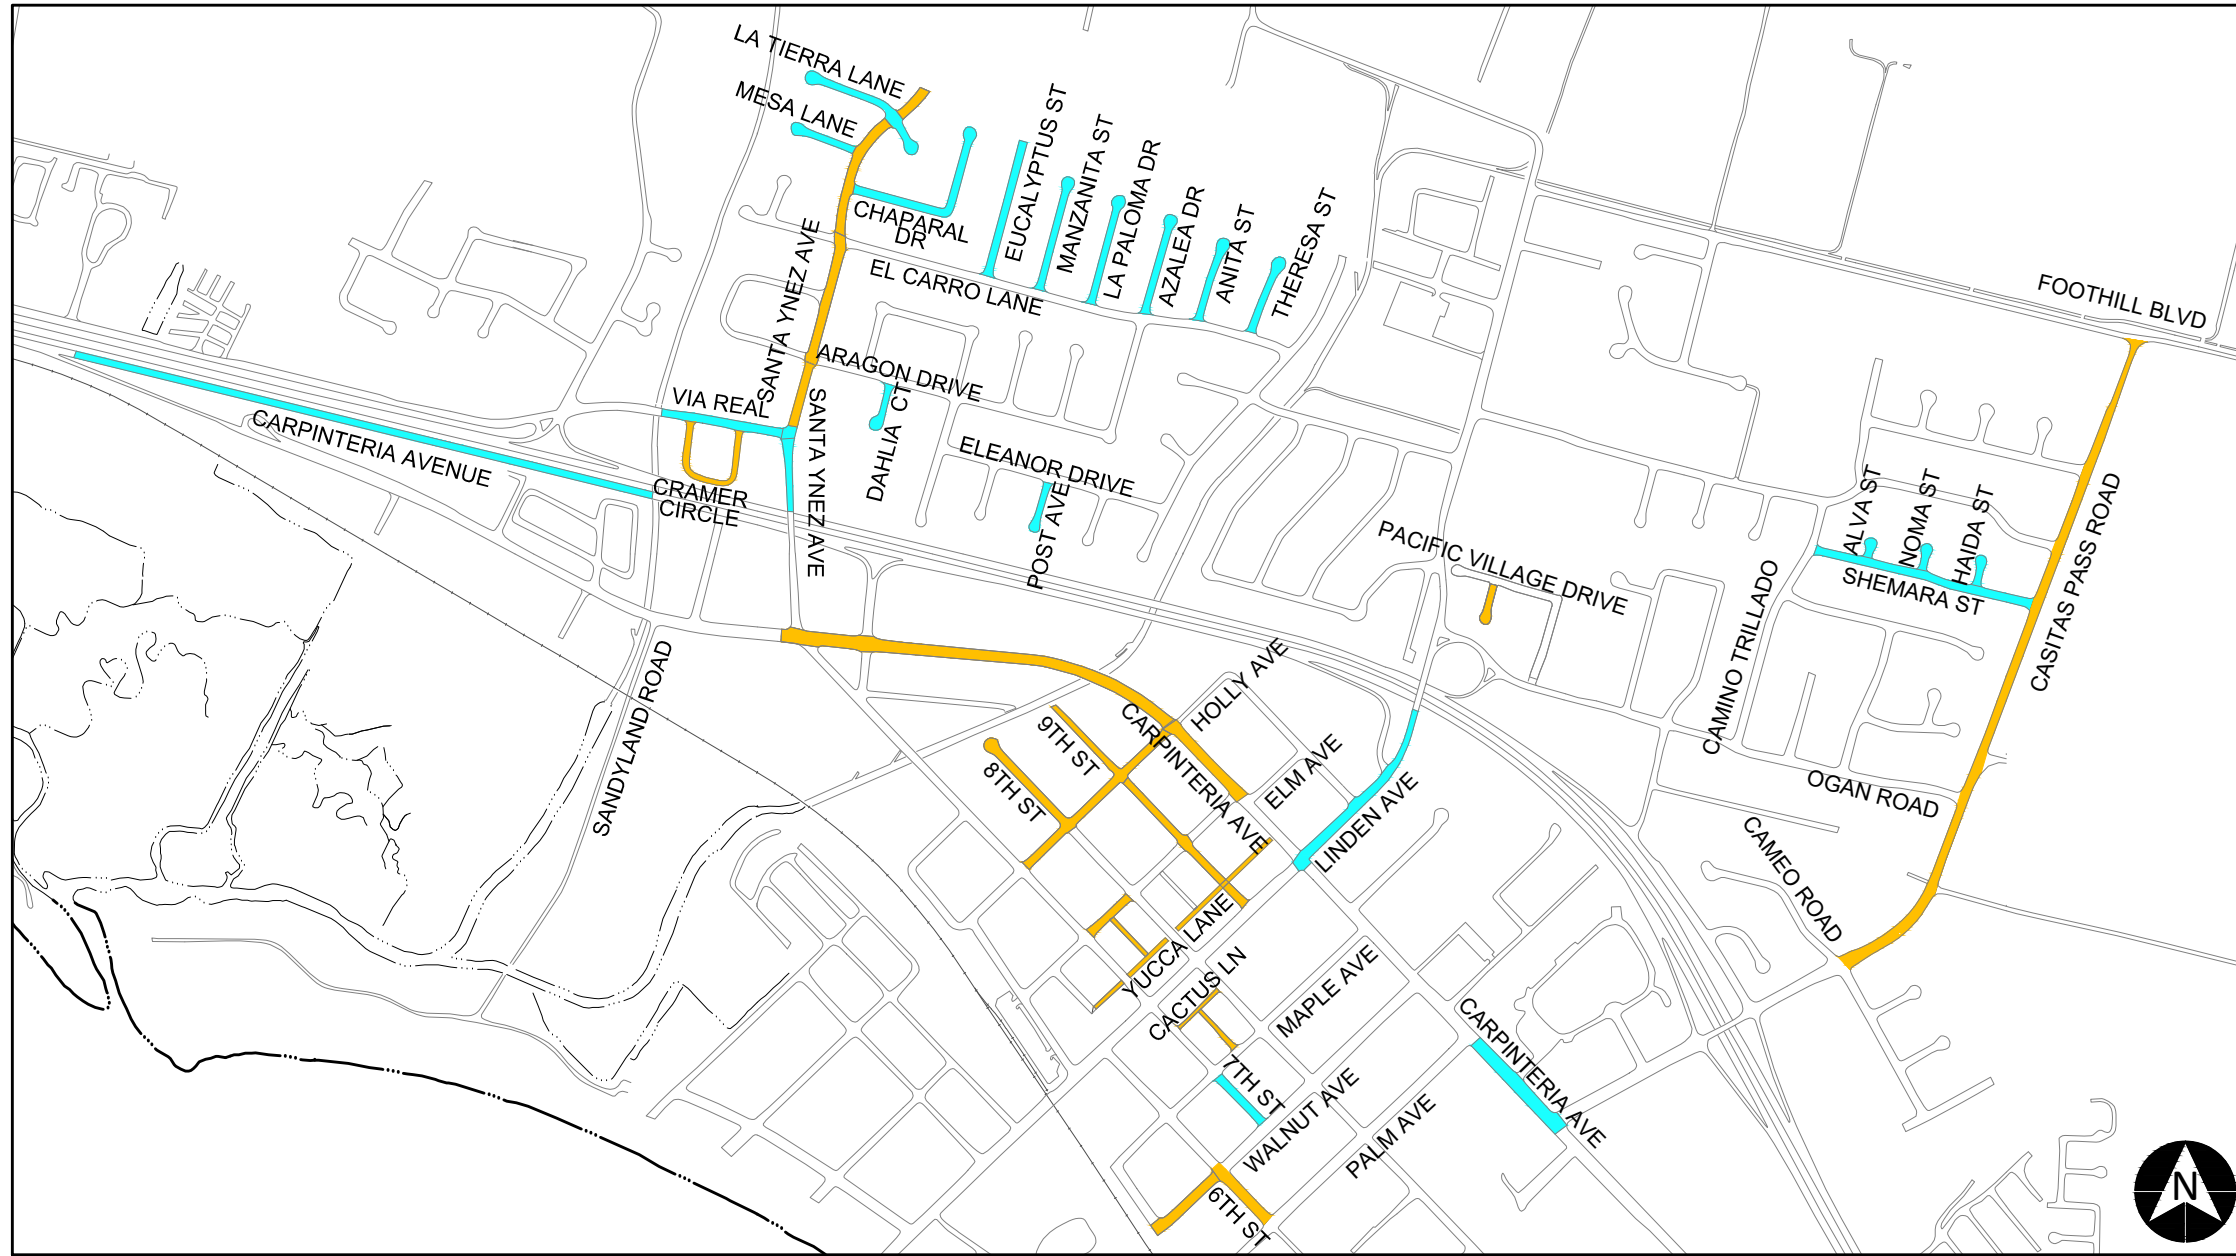 LA TIERRA LANE
MESA LANE
EUCALYPTUS ST
MANZANITA ST
LA PALOMA DR
AZALEA DR
ANITA ST
THERESA ST
CHAPARAL
DR
SANTA YNEZ AVE
EL CARRO LANE
FOOTHILL BLVD
ARAGON DRIVE
VIA REAL
DAHLIA CT
SANTA YNEZ AVE
CARPINTERIA AVENUE
ELEANOR DRIVE
CRAMER
CIRCLE
POST AVE
PACIFIC VILLAGE DRIVE
ALVA ST
NOMA ST
HAIDA ST
SHEMARA ST
CASITAS PASS ROAD
CAMINO TRILLADO
SANDYLAND ROAD
HOLLY AVE
9TH ST
CARPINTERIA AVE
8TH ST
ELM AVE
LINDEN AVE
OGAN ROAD
CAMEO ROAD
YUCCA LANE
CACTUS LN
MAPLE AVE
CARPINTERIA AVE
7TH ST
WALNUT AVE
PALM AVE
6TH ST
N